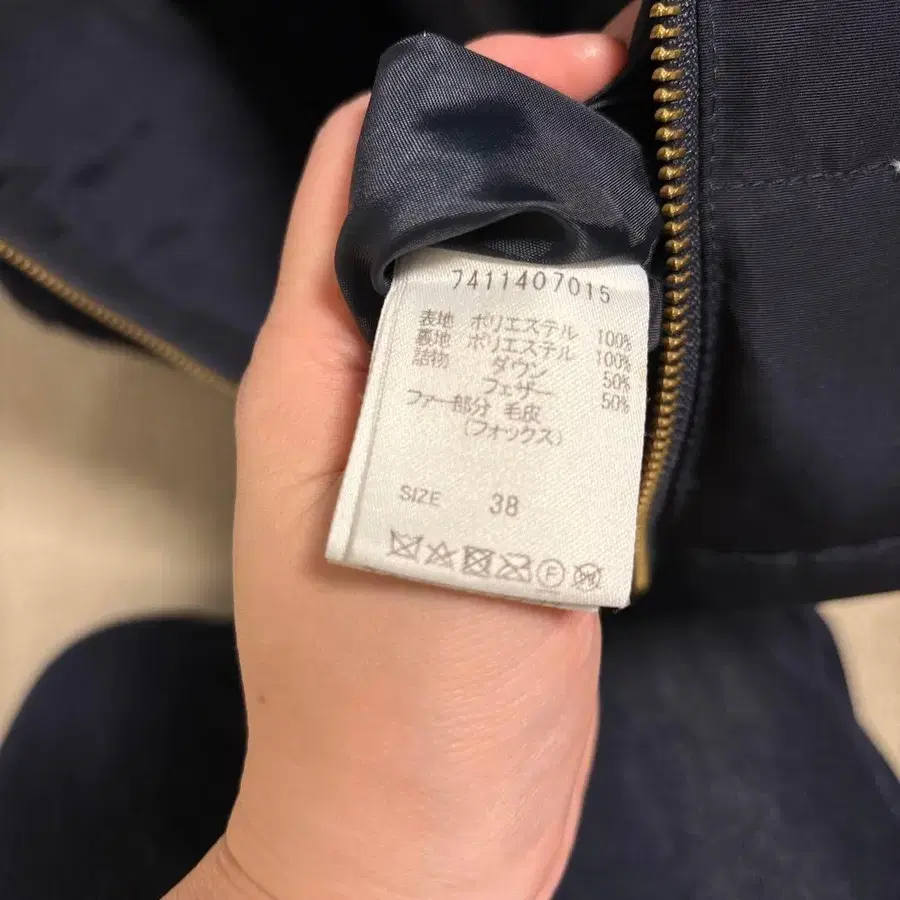 7411407015
表地 ポリエステル 100%
裏地 ポリエステル 100%
詰物 ダウン 50%
フェザー 50%
ファー部分 毛皮
(フォックス)
SIZE 38
F